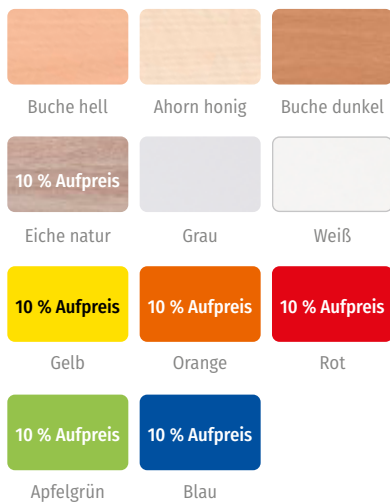 Buche hell
Ahorn honig
Buche dunkel
10 % Aufpreis
Eiche natur
Grau
Weiß
10 % Aufpreis
10 % Aufpreis
10 % Aufpreis
Gelb
Orange
Rot
10 % Aufpreis
10 % Aufpreis
Apfelgrün
Blau